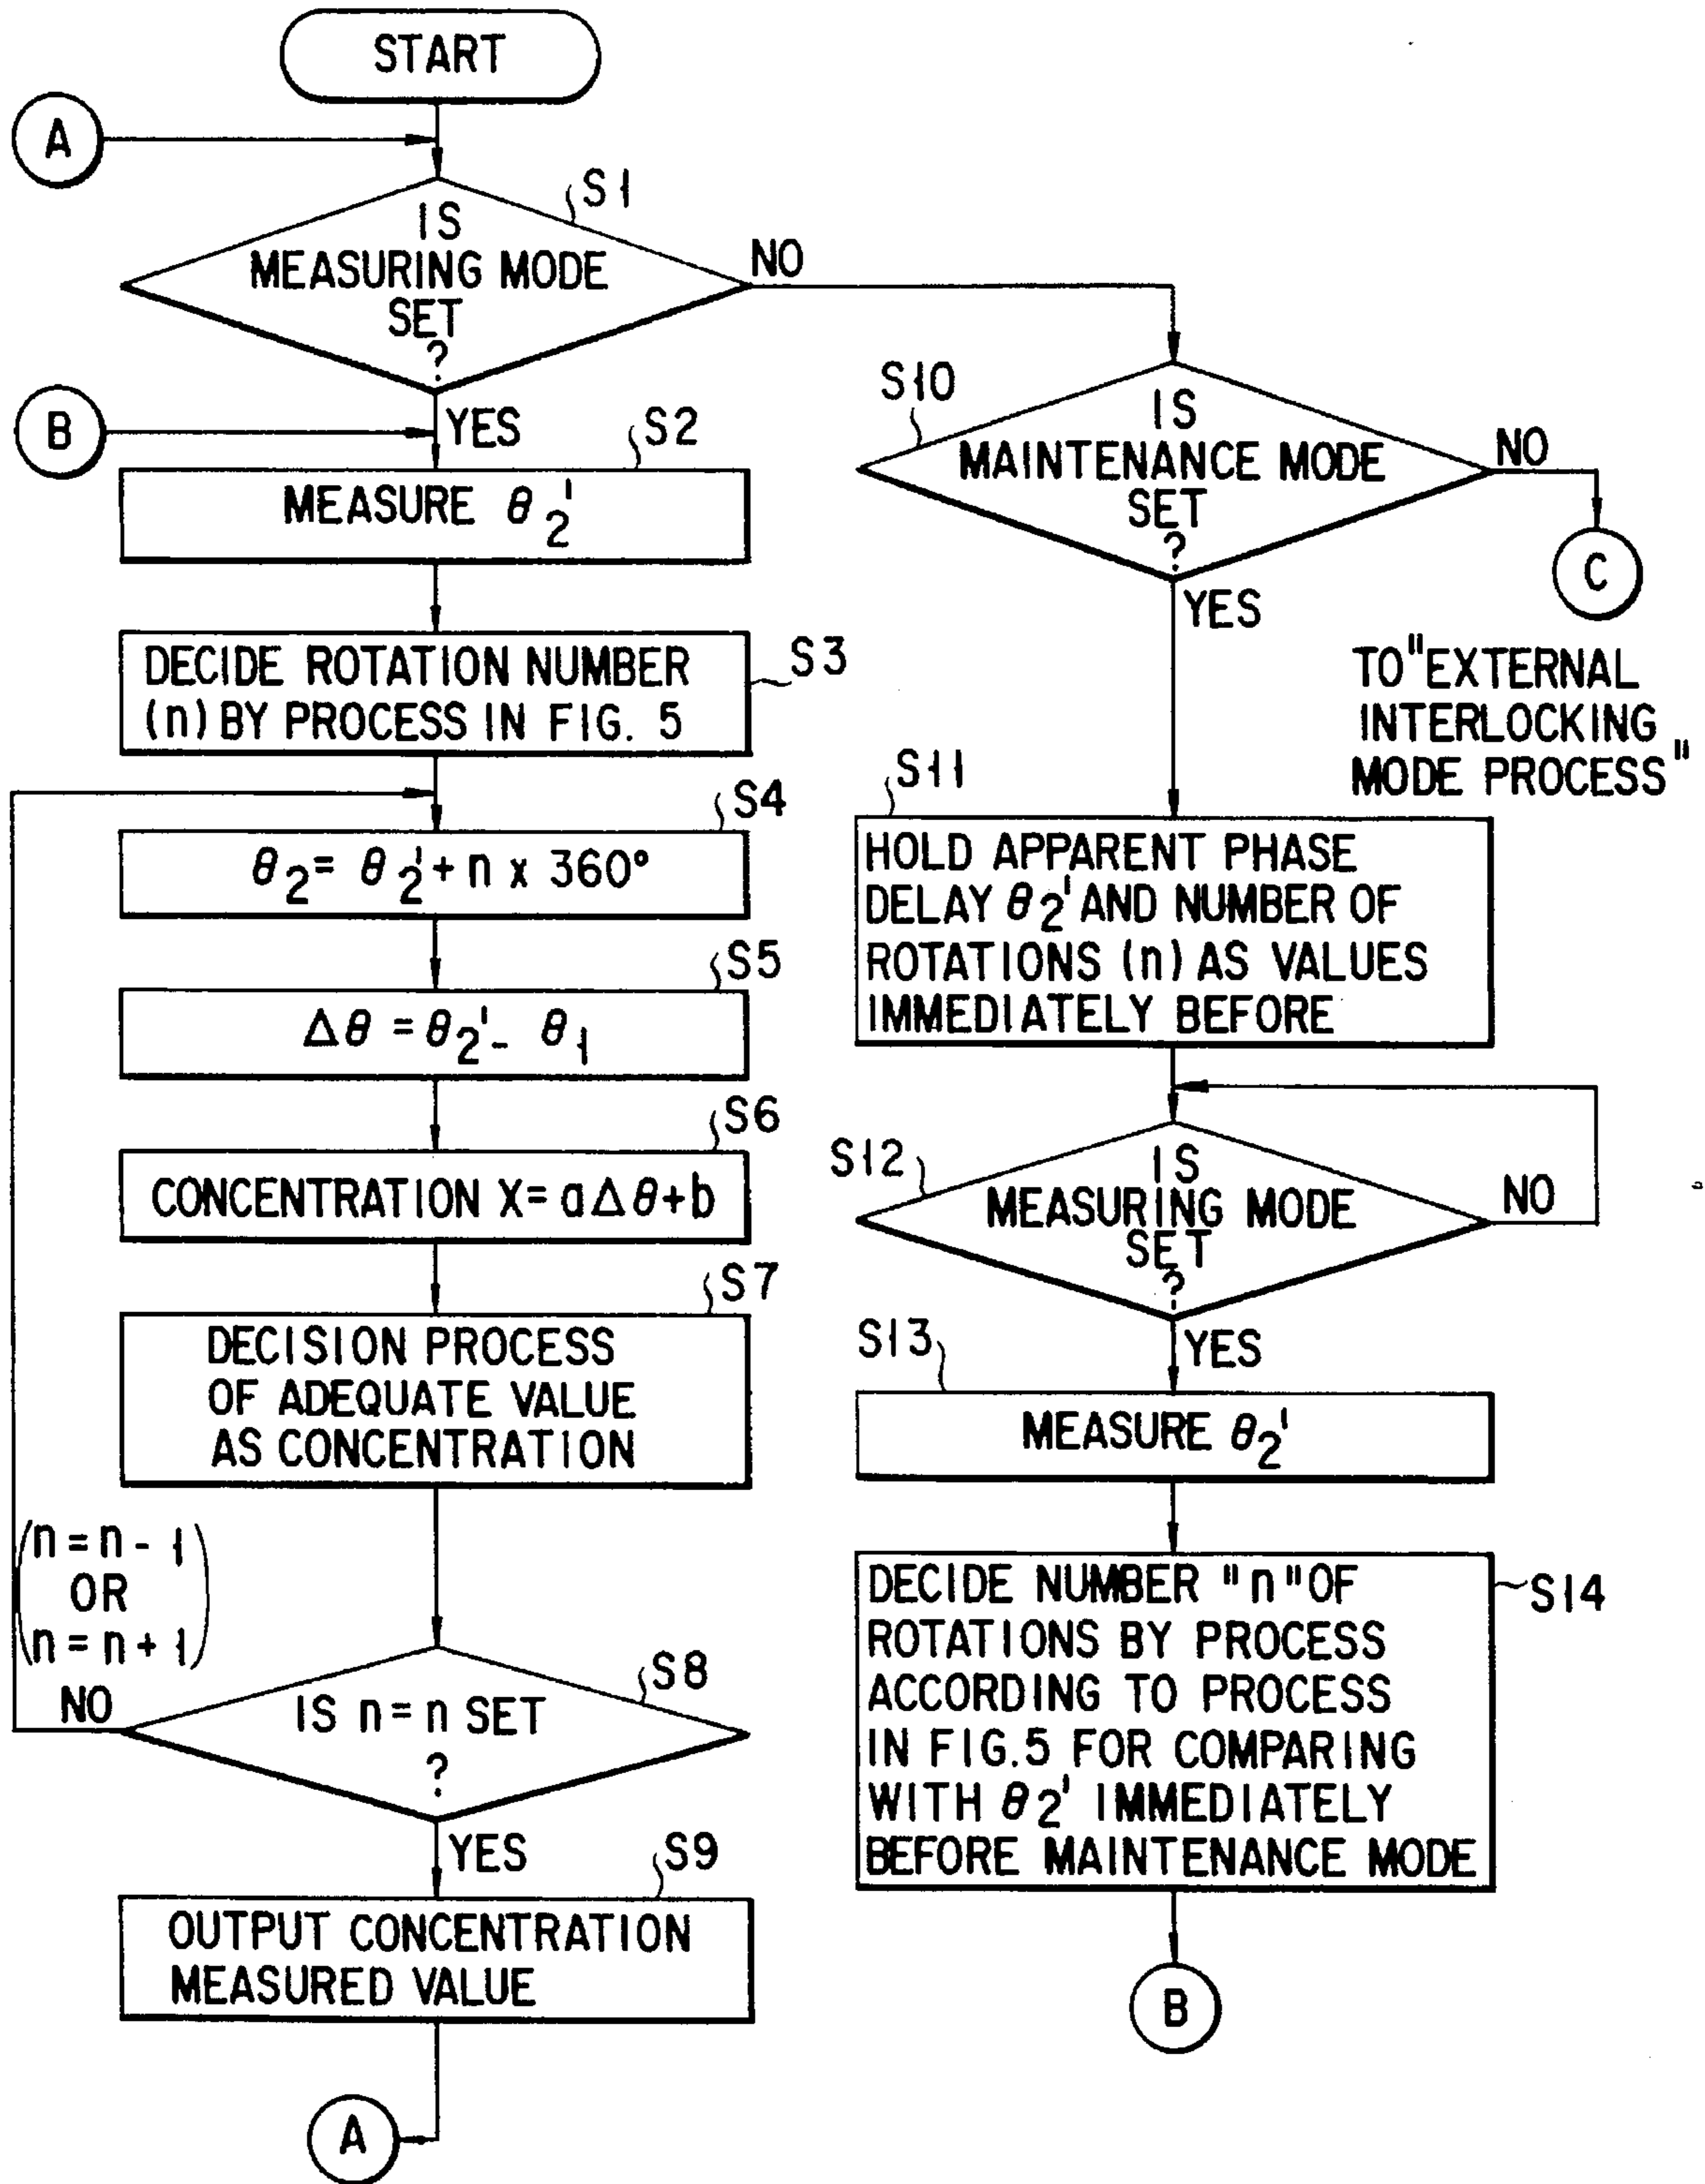 START
A
S1
IS
MEASURING MODE
SET
?
NO
YES
B
S2
MEASURE θ2'
S3
DECIDE ROTATION NUMBER
(n) BY PROCESS IN FIG. 5
S4
θ2 = θ2' + n x 360°
S5
Δθ = θ2' - θ1
S6
CONCENTRATION X = aΔθ + b
S7
DECISION PROCESS
OF ADEQUATE VALUE
AS CONCENTRATION
(n = n - 1
OR
n = n + 1)
NO
S8
IS n = n SET
?
YES
S9
OUTPUT CONCENTRATION
MEASURED VALUE
A
S10
IS
MAINTENANCE MODE
SET
?
NO
C
TO "EXTERNAL
INTERLOCKING
MODE PROCESS"
YES
S11
HOLD APPARENT PHASE
DELAY θ2' AND NUMBER OF
ROTATIONS (n) AS VALUES
IMMEDIATELY BEFORE
S12
IS
MEASURING MODE
SET
?
NO
YES
S13
MEASURE θ2'
S14
DECIDE NUMBER "n" OF
ROTATIONS BY PROCESS
ACCORDING TO PROCESS
IN FIG.5 FOR COMPARING
WITH θ2' IMMEDIATELY
BEFORE MAINTENANCE MODE
B